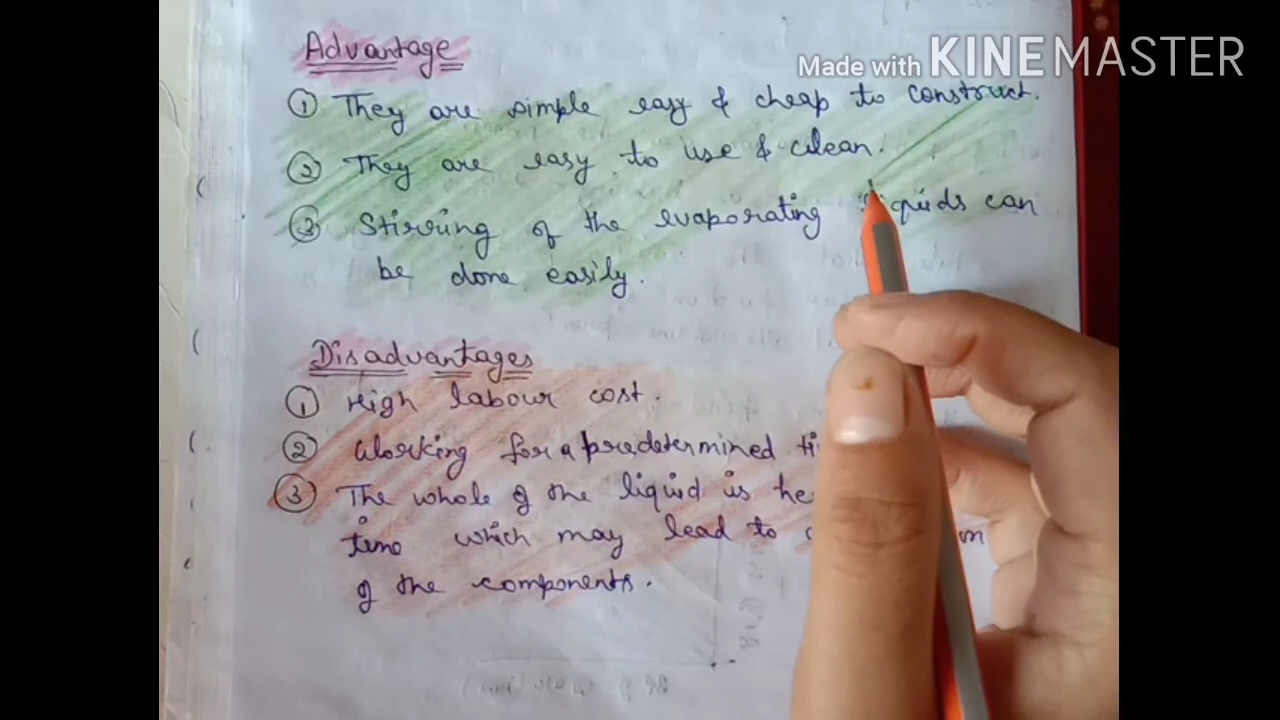 Made with KINEMASTER
Advantage
① They are simple easy & cheap to construct.
② They are easy to use & clean.
③ Stirring of the evaporating liquids can
be done easily.
Disadvantages
① High labour cost.
② Working for a predetermined
③ The whole of the liquid is
time which may lead to
of the components.